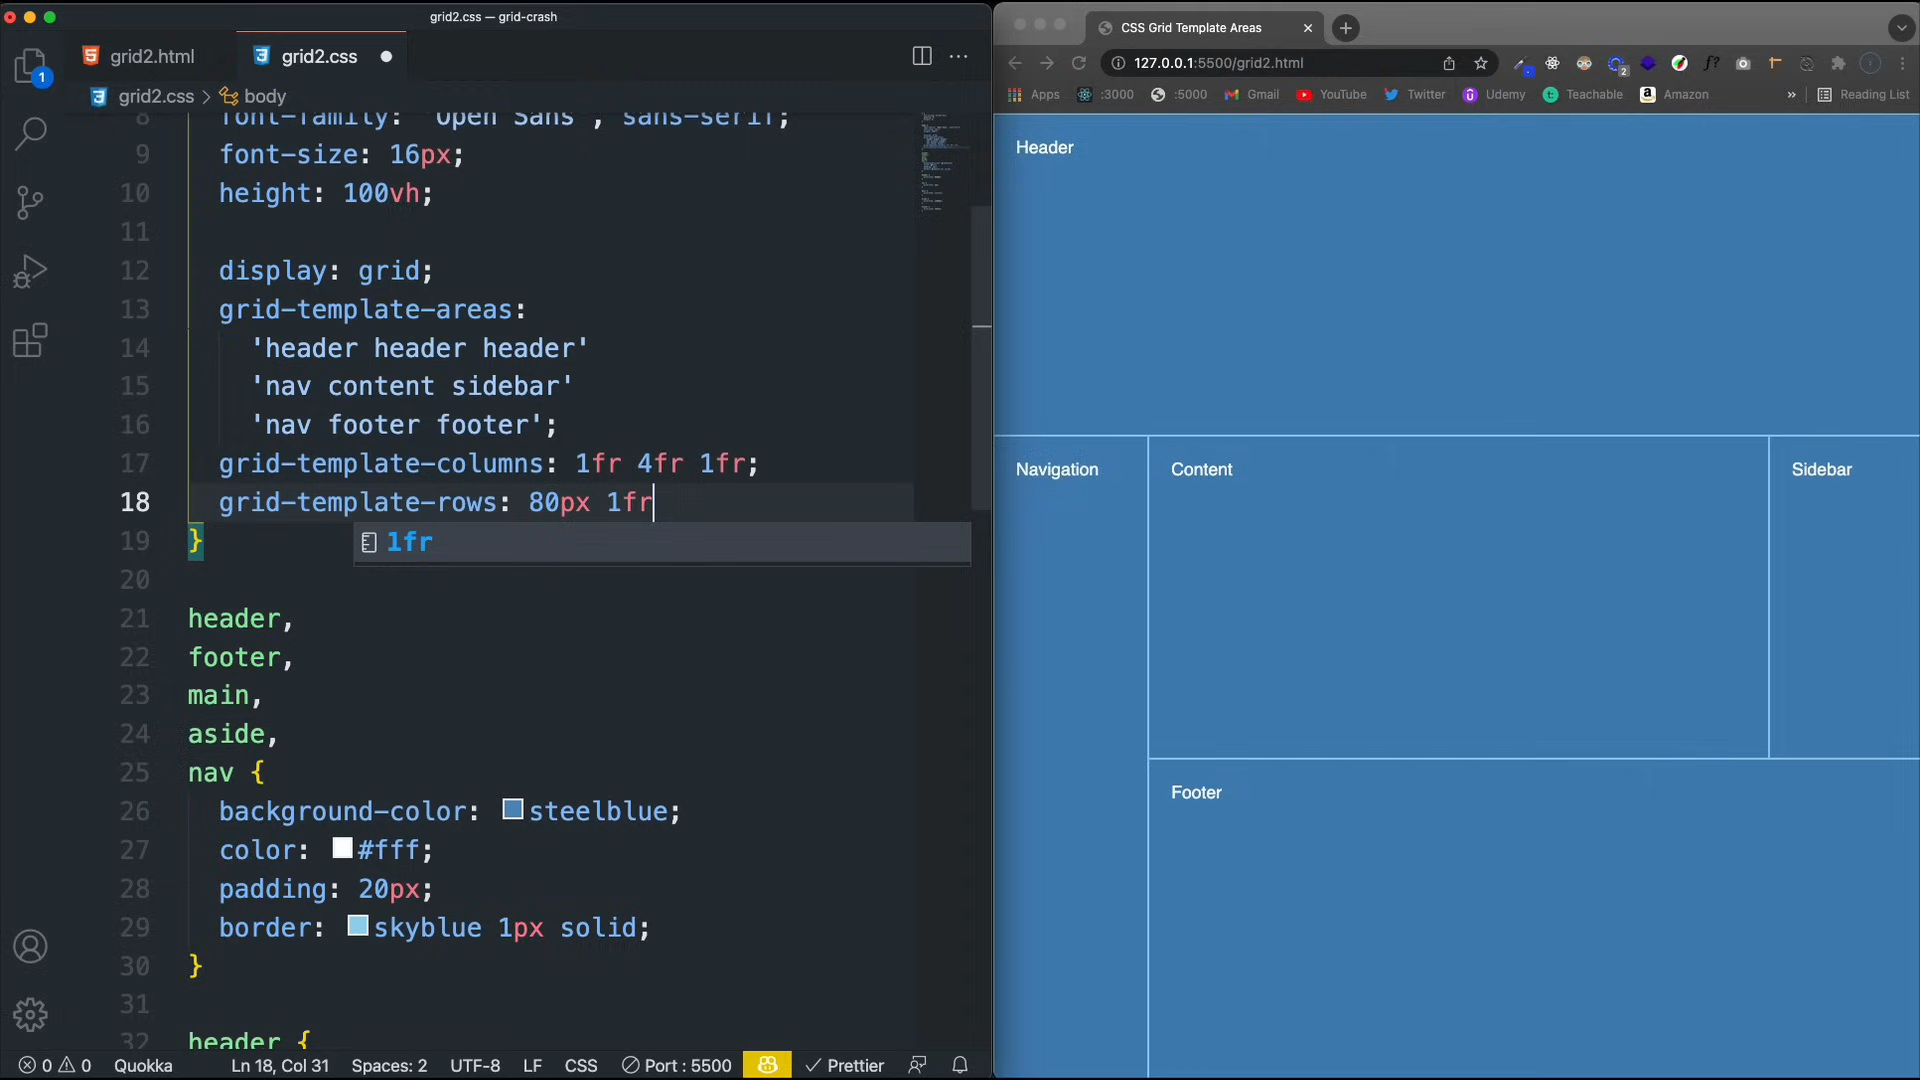 grid2.css — grid-crash
grid2.html
grid2.css
1
grid2.css > body
8 font-family: 'Open Sans', sans-serif;
9 font-size: 16px;
10 height: 100vh;
11
12 display: grid;
13 grid-template-areas:
14 'header header header'
15 'nav content sidebar'
16 'nav footer footer';
17 grid-template-columns: 1fr 4fr 1fr;
18 grid-template-rows: 80px 1fr
1fr
19 }
20
21 header,
22 footer,
23 main,
24 aside,
25 nav {
26 background-color: steelblue;
27 color: #fff;
28 padding: 20px;
29 border: skyblue 1px solid;
30 }
31
32 header {
0 0 Quokka Ln 18, Col 31 Spaces: 2 UTF-8 LF CSS Port : 5500 Prettier
CSS Grid Template Areas
127.0.0.1:5500/grid2.html
f?
2
Apps :3000 :5000 Gmail YouTube Twitter Udemy Teachable Amazon » Reading List
Header
Navigation
Content
Sidebar
Footer